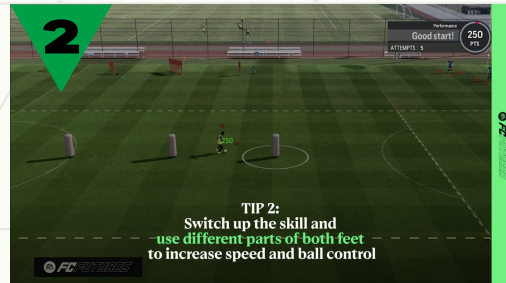 2
Performance
Good start!
250
PTS
ATTEMPTS : 5
250
TIP 2:
Switch up the skill and
use different parts of both feet
to increase speed and ball control
FC FUTURES